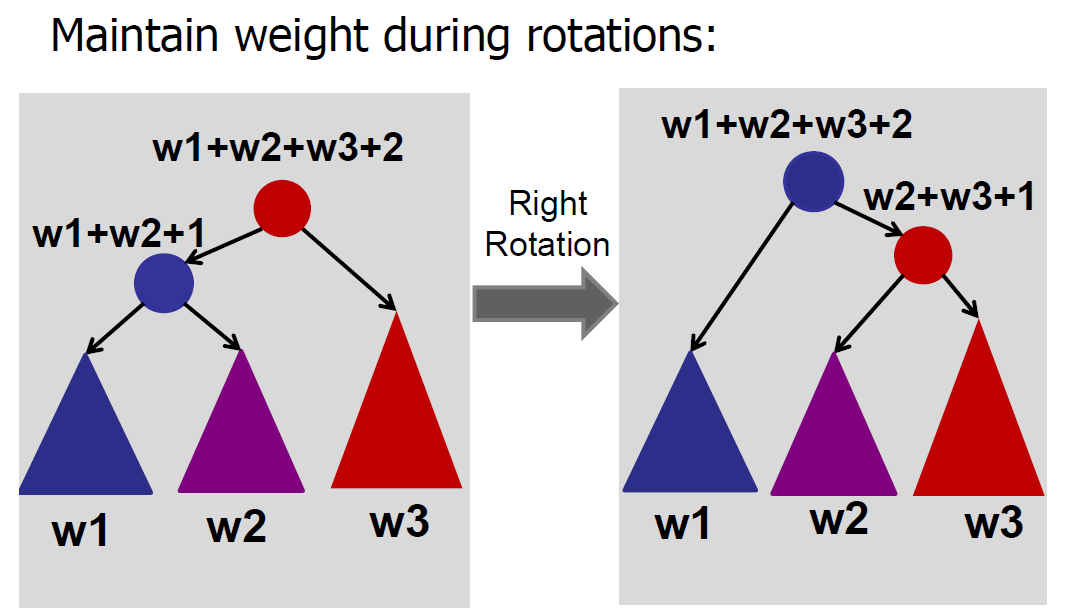 Maintain weight during rotations:
w1+w2+w3+2
w1+w2+1
w1
w2
w3
Right
Rotation
w1+w2+w3+2
w2+w3+1
w1
w2
w3